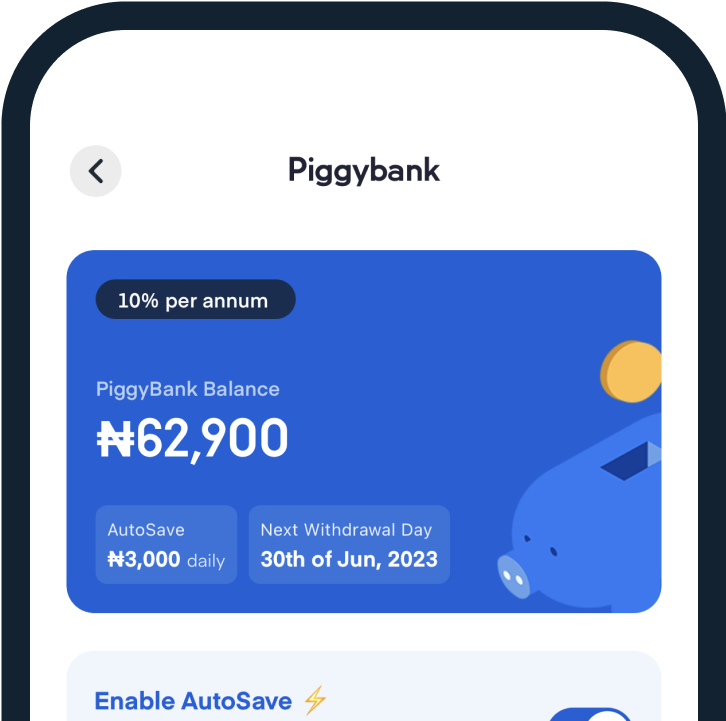 Piggybank
10% per annum
PiggyBank Balance
₦62,900
AutoSave
₦3,000 daily
Next Withdrawal Day
30th of Jun, 2023
Enable AutoSave ⚡